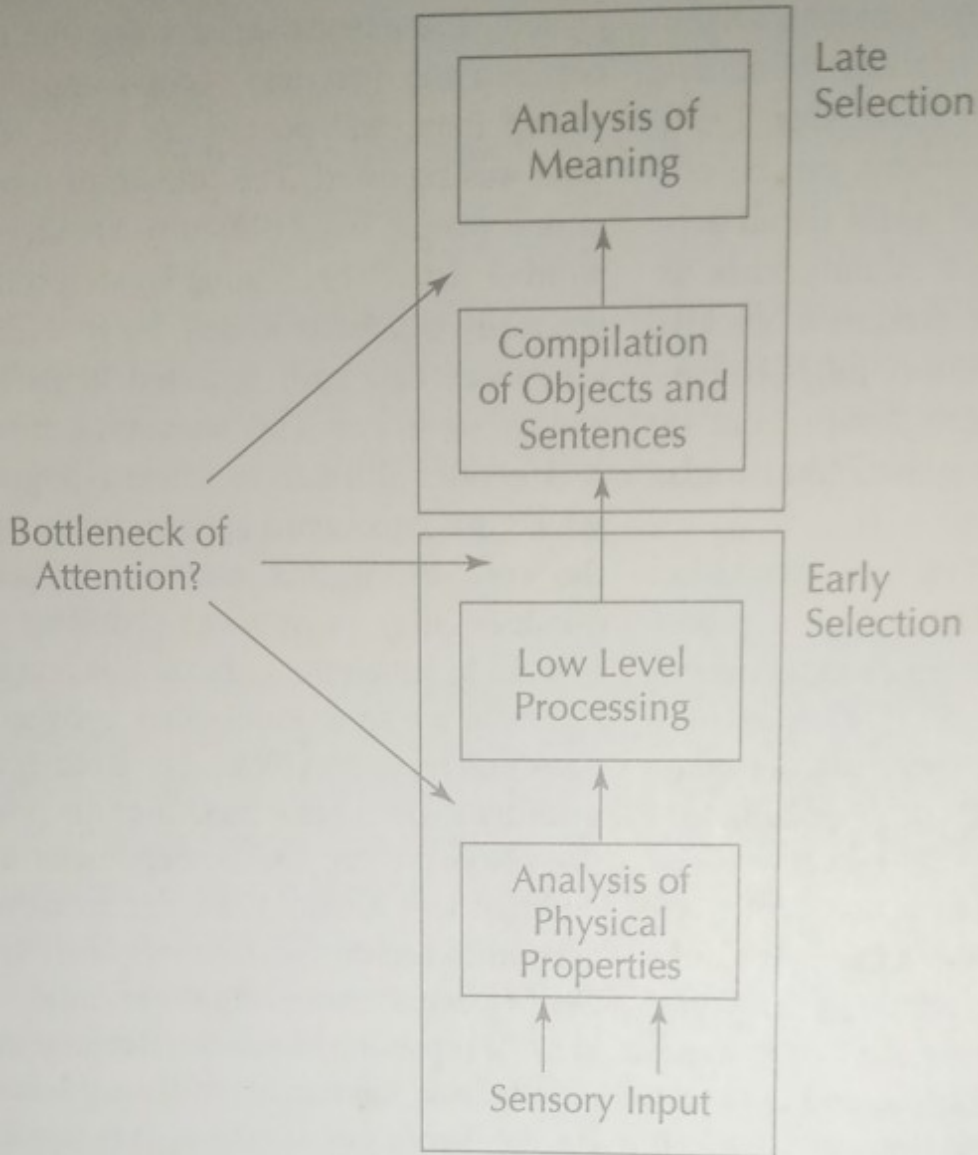 Late
Selection
Analysis of
Meaning
Compilation
of Objects and
Sentences
Bottleneck of
Attention?
Early
Selection
Low Level
Processing
Analysis of
Physical
Properties
Sensory Input